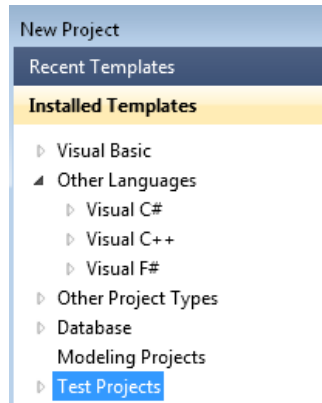 New Project
Recent Templates
Installed Templates
Visual Basic
Other Languages
Visual C#
Visual C++
Visual F#
Other Project Types
Database
Modeling Projects
Test Projects